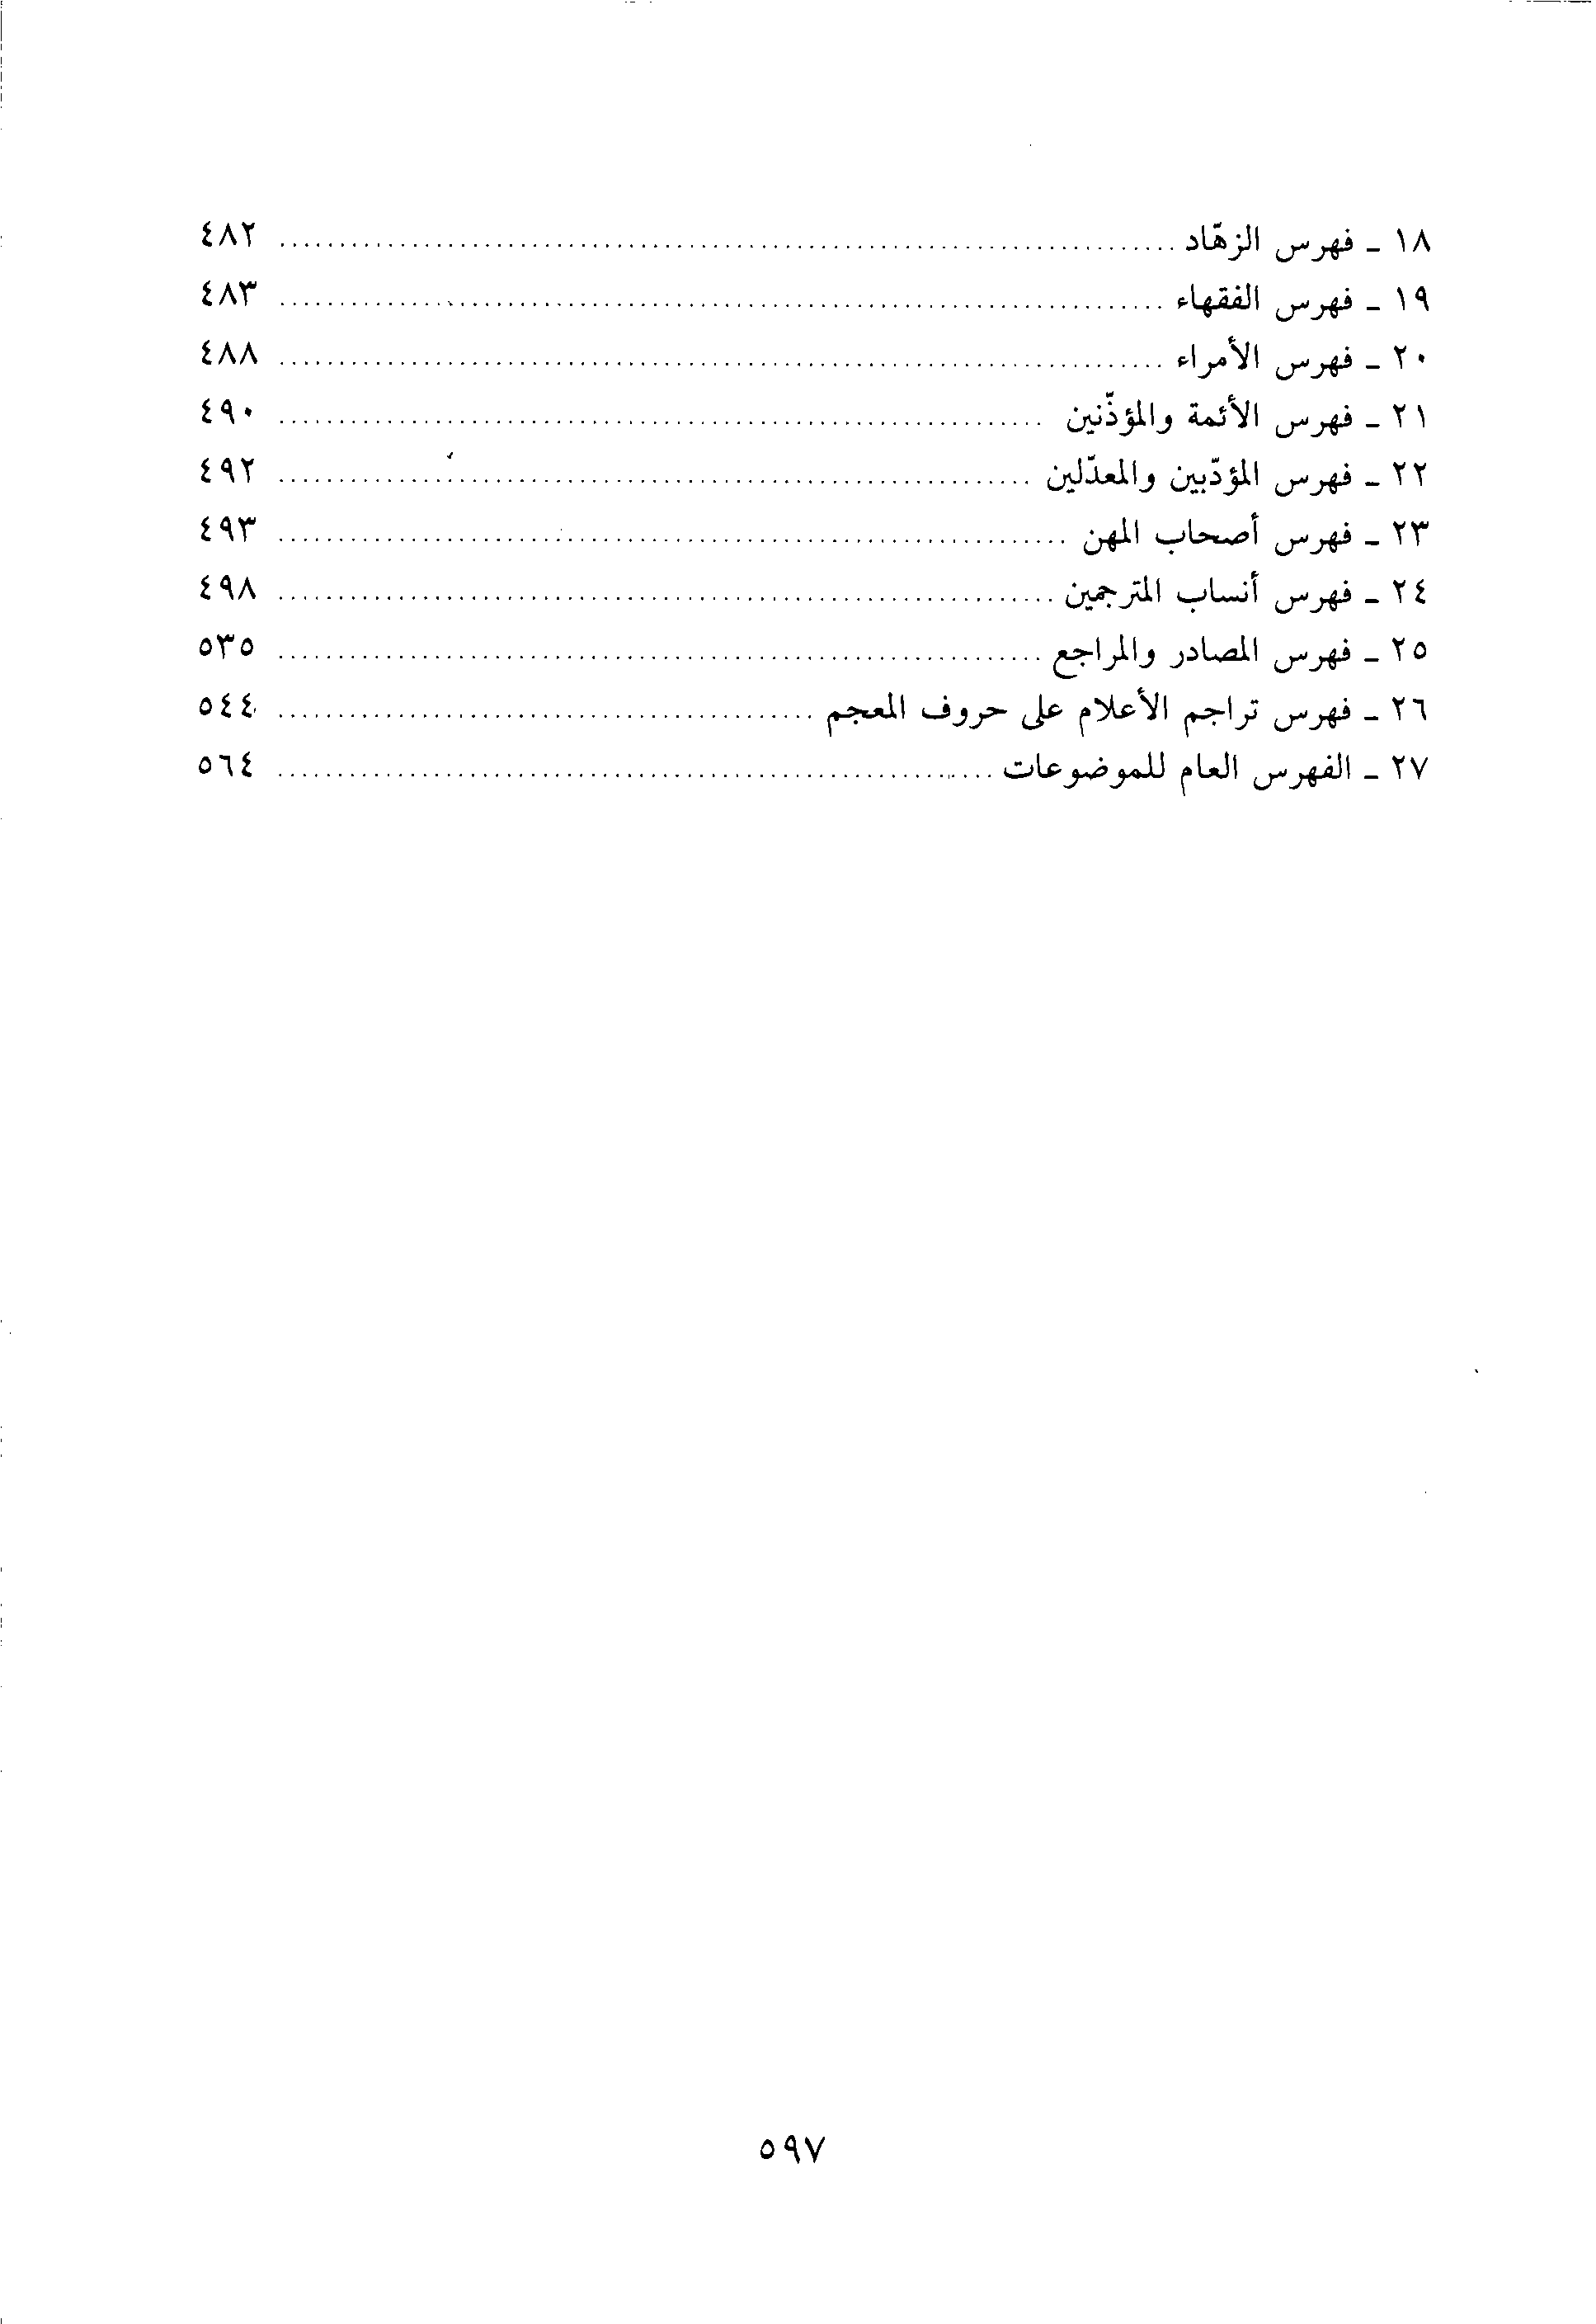 ١٨ ـ فهرس الزهّاد ........................................ ٤٨٢
١٩ ـ فهرس الفقهاء ........................................ ٤٨٣
٢٠ ـ فهرس الأمراء ........................................ ٤٨٨
٢١ ـ فهرس الأئمة والمؤذّنين ........................................ ٤٩٠
٢٢ ـ فهرس المؤدّبين والمعدّلين ........................................ ٤٩٢
٢٣ ـ فهرس أصحاب المهن ........................................ ٤٩٣
٢٤ ـ فهرس أنساب المترجمين ........................................ ٤٩٨
٢٥ ـ فهرس المصادر والمراجع ........................................ ٥٣٥
٢٦ ـ فهرس تراجم الأعلام على حروف المعجم ........................................ ٥٤٤
٢٧ ـ الفهرس العام للموضوعات ........................................ ٥٦٤
٥٩٧